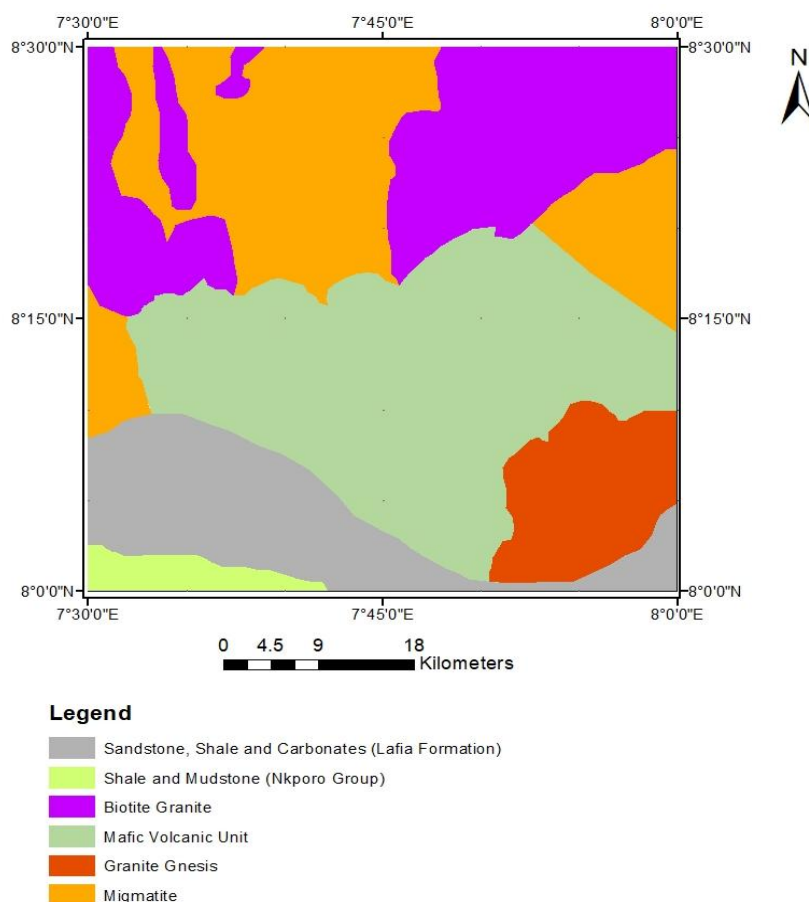 7°30'0"E 7°45'0"E 8°0'0"E
8°30'0"N 8°30'0"N
N
8°15'0"N 8°15'0"N
8°0'0"N 8°0'0"N
7°30'0"E 7°45'0"E 8°0'0"E
0 4.5 9 18
Kilometers
Legend
Sandstone, Shale and Carbonates (Lafia Formation)
Shale and Mudstone (Nkporo Group)
Biotite Granite
Mafic Volcanic Unit
Granite Gnesis
Migmatite